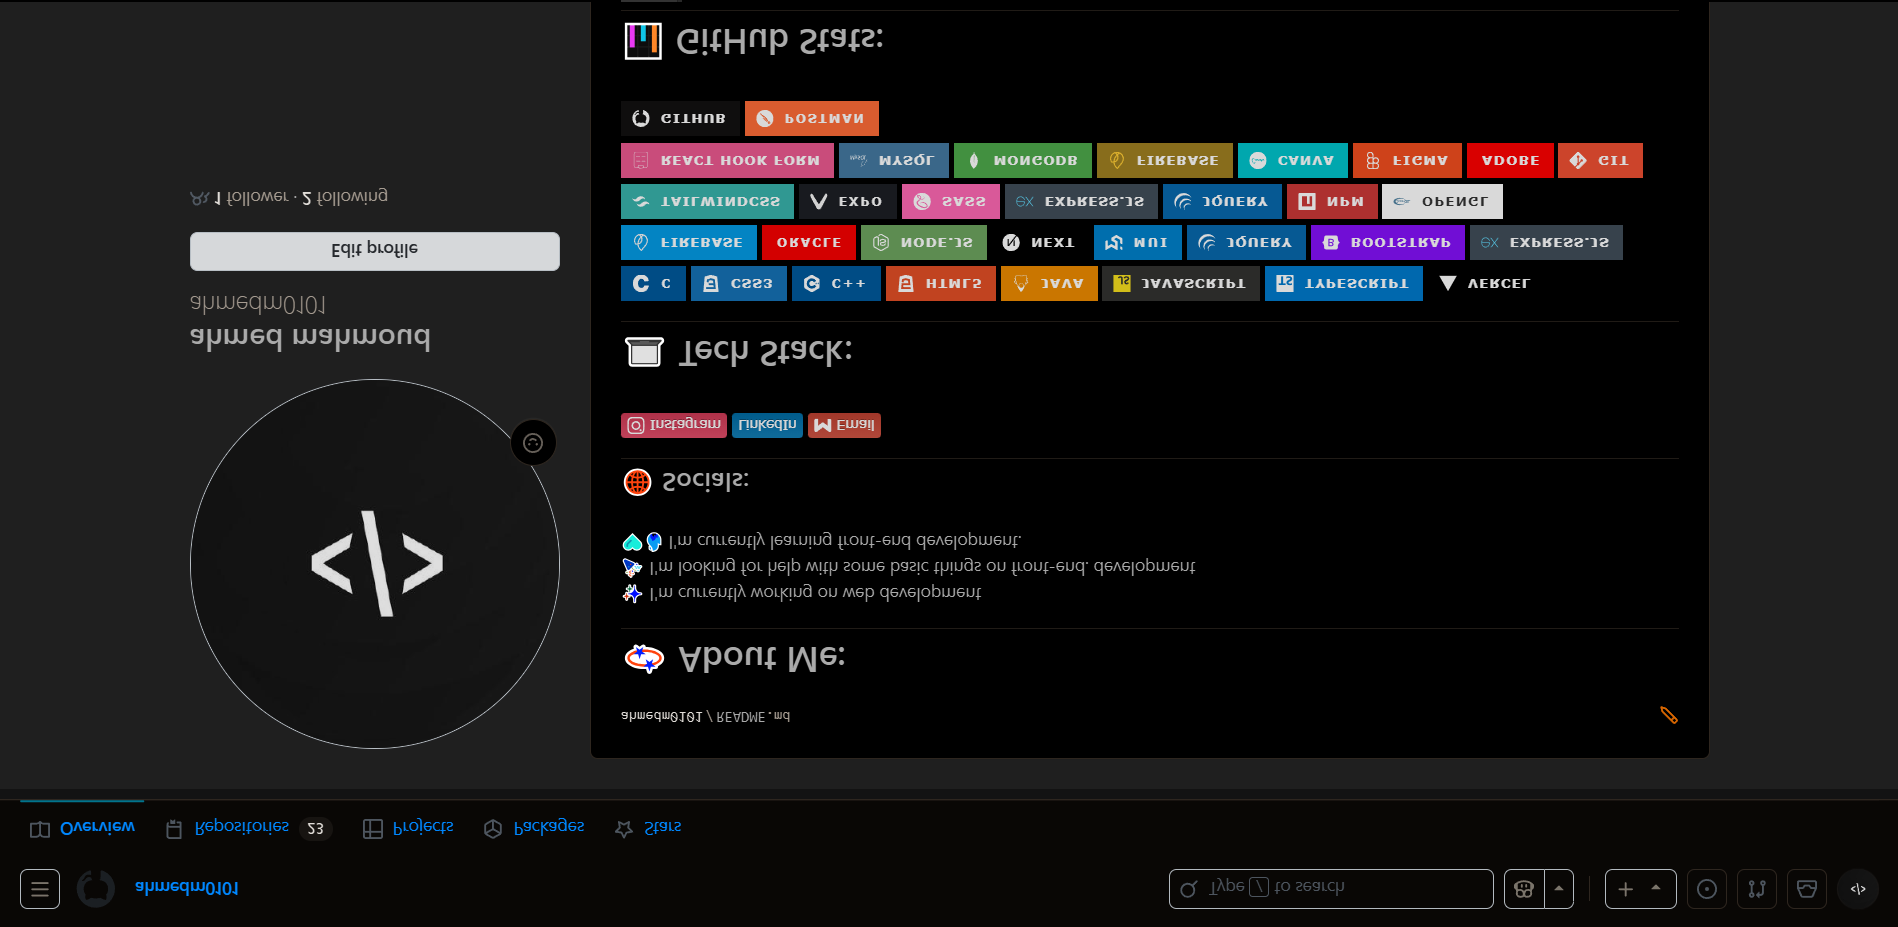 ahmedm0101
Type / to search
Overview
Repositories 23
Projects
Packages
Stars
ahmedm0101 / README.md
About Me:
I'm currently working on web development
I'm looking for help with some basic things on front-end. development
I'm currently learning front-end development.
Socials:
Instagram LinkedIn Email
Tech Stack:
C CSS3 C++ HTML5 JAVA JAVASCRIPT TYPESCRIPT VERCEL
FIREBASE ORACLE NODE.JS NEXT MUI JQUERY BOOTSTRAP EXPRESS.JS
TAILWINDCSS EXPO SASS EXPRESS.JS JQUERY NPM OPENGL
REACT HOOK FORM MYSQL MONGODB FIREBASE CANVA FIGMA ADOBE GIT
GITHUB POSTMAN
GitHub Stats:
</>
ahmed mahmoud
ahmedm0101
Edit profile
1 follower · 2 following